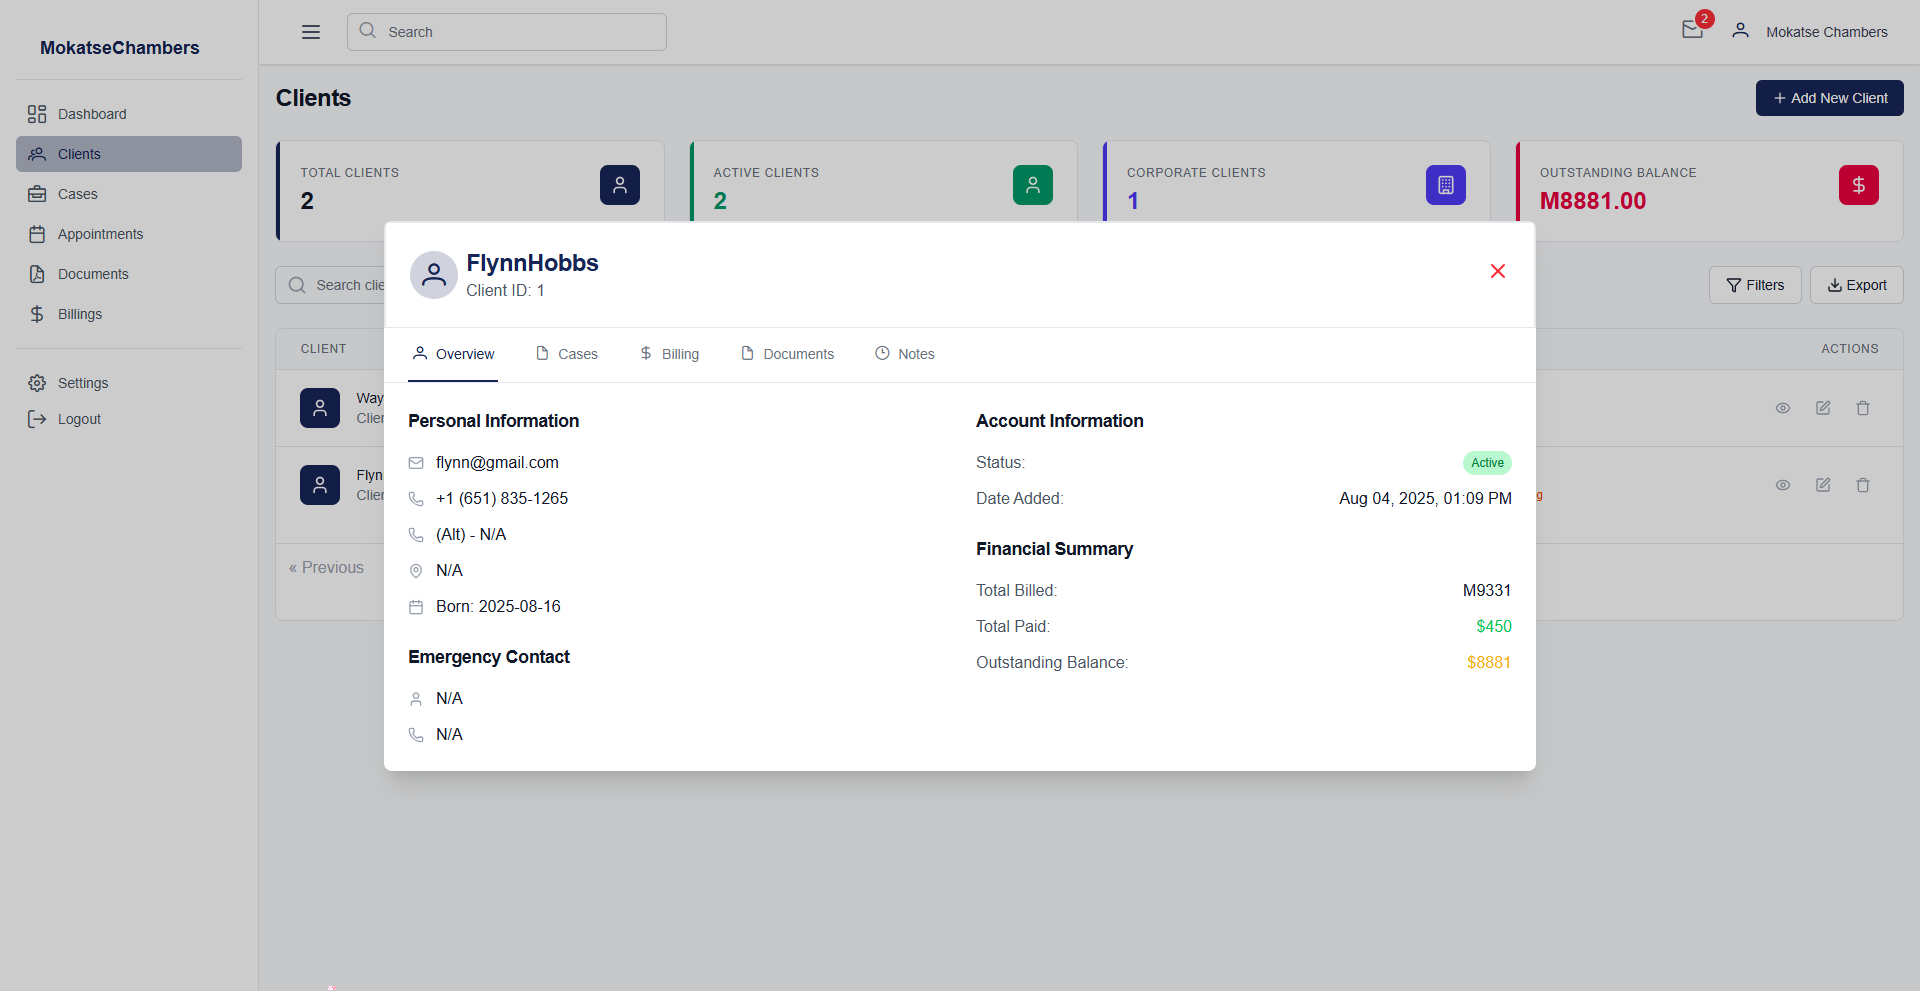 MokatseChambers
Search
2
Mokatse Chambers
Dashboard
Clients
Cases
Appointments
Documents
Billings
Settings
Logout
Clients
+ Add New Client
TOTAL CLIENTS
2
ACTIVE CLIENTS
2
CORPORATE CLIENTS
1
OUTSTANDING BALANCE
M8881.00
Search clie
Filters
Export
CLIENT
ACTIONS
Way
Clien
Flyn
Clien
g
« Previous
FlynnHobbs
Client ID: 1
Overview
Cases
Billing
Documents
Notes
Personal Information
flynn@gmail.com
+1 (651) 835-1265
(Alt) - N/A
N/A
Born: 2025-08-16
Emergency Contact
N/A
N/A
Account Information
Status: Active
Date Added: Aug 04, 2025, 01:09 PM
Financial Summary
Total Billed: M9331
Total Paid: $450
Outstanding Balance: $8881